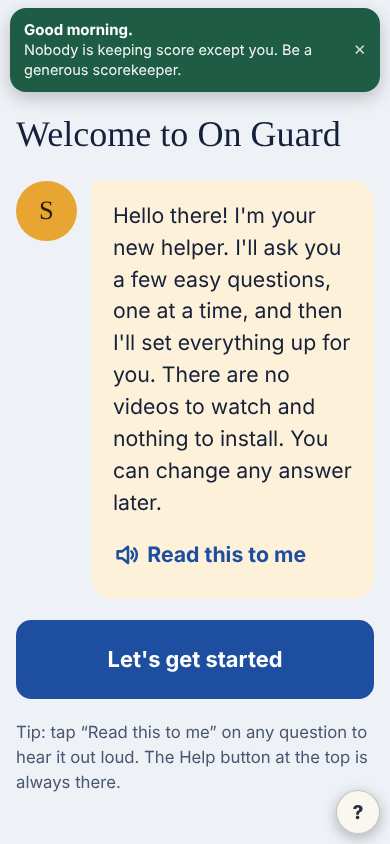 Good morning.
Nobody is keeping score except you. Be a
generous scorekeeper.
×
Welcome to On Guard
S
Hello there! I'm your
new helper. I'll ask you
a few easy questions,
one at a time, and then
I'll set everything up for
you. There are no
videos to watch and
nothing to install. You
can change any answer
later.
Read this to me
Let's get started
Tip: tap “Read this to me” on any question to
hear it out loud. The Help button at the top is
always there.
?